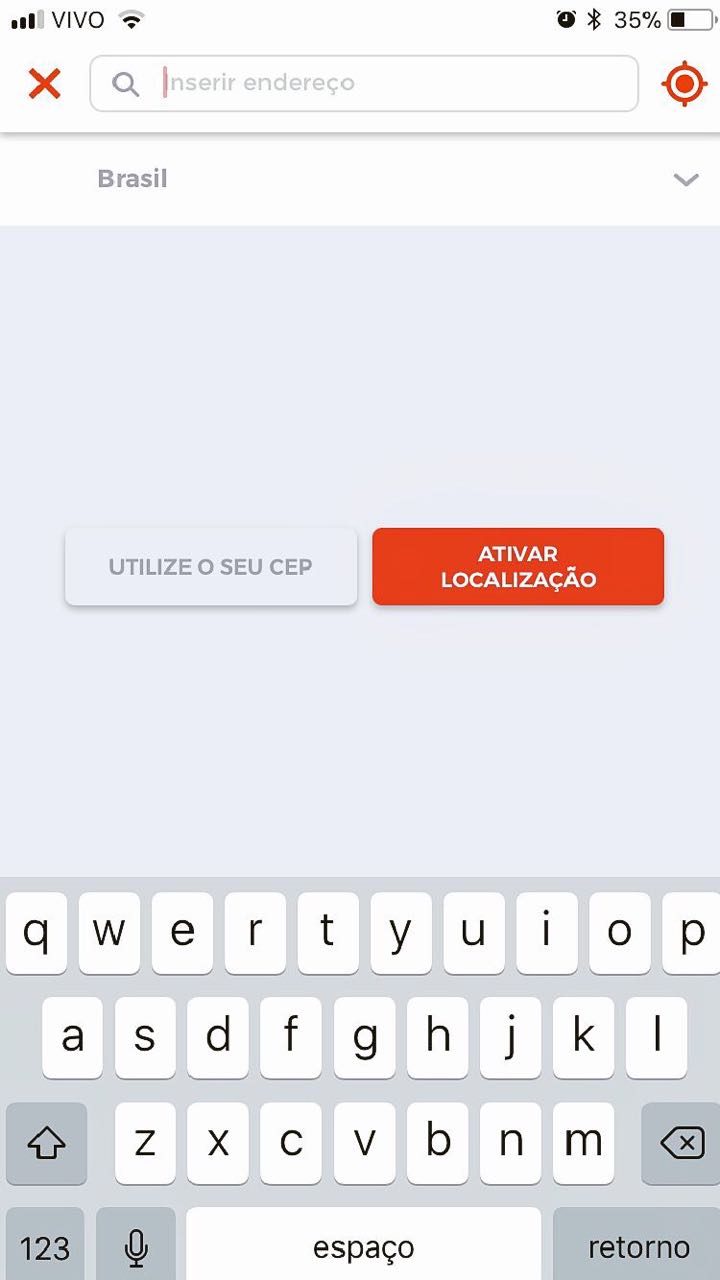 VIVO 35%
Inserir endereço
Brasil
UTILIZE O SEU CEP
ATIVAR
LOCALIZAÇÃO
q w e r t y u i o p
a s d f g h j k l
z x c v b n m
123 espaço retorno